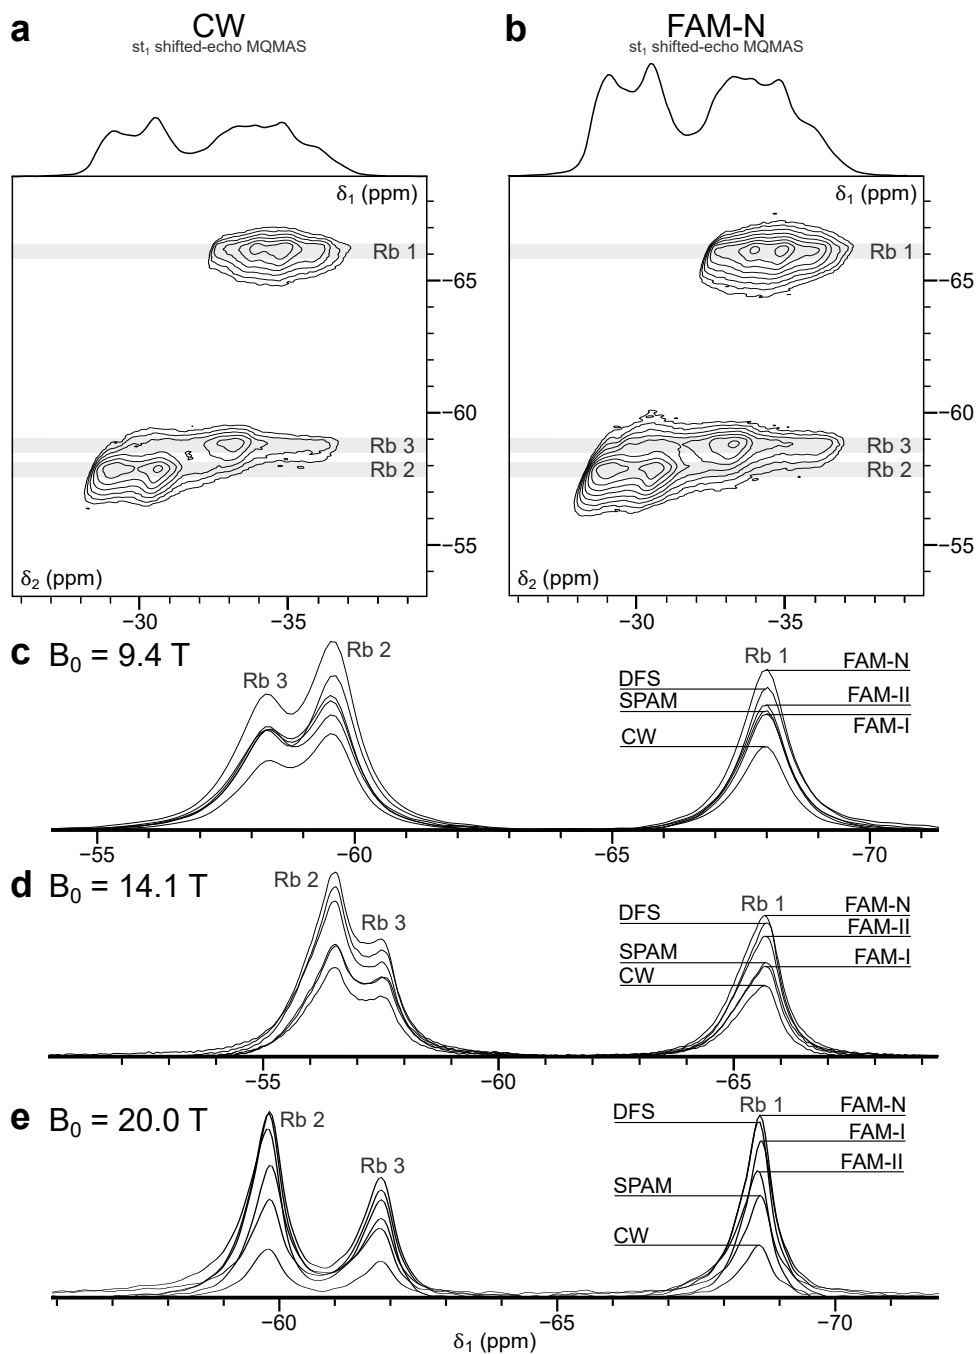 a
CW
st₁ shifted-echo MQMAS
b
FAM-N
st₁ shifted-echo MQMAS
δ₁ (ppm)
Rb 1
−65
−60
Rb 3
Rb 2
−55
δ₂ (ppm)
−30
−35
δ₁ (ppm)
Rb 1
−65
−60
Rb 3
Rb 2
−55
δ₂ (ppm)
−30
−35
c
B₀ = 9.4 T
Rb 3
Rb 2
Rb 1
FAM-N
DFS
FAM-II
SPAM
FAM-I
CW
−55
−60
−65
−70
d
B₀ = 14.1 T
Rb 2
Rb 3
Rb 1
FAM-N
DFS
FAM-II
SPAM
FAM-I
CW
−55
−60
−65
e
B₀ = 20.0 T
Rb 2
Rb 3
Rb 1
FAM-N
DFS
FAM-I
FAM-II
SPAM
CW
−60
−65
−70
δ₁ (ppm)